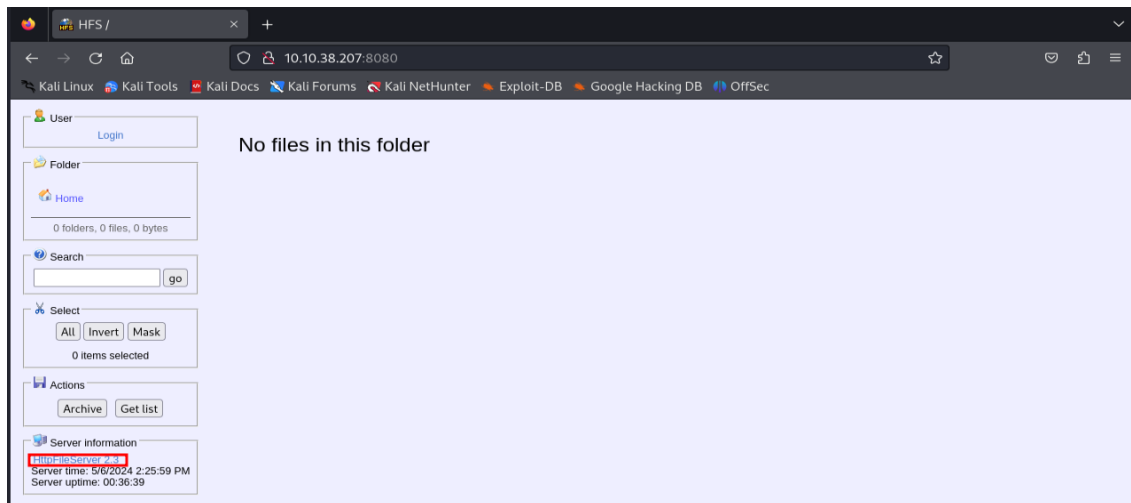 HFS /
10.10.38.207:8080
Kali Linux Kali Tools Kali Docs Kali Forums Kali NetHunter Exploit-DB Google Hacking DB OffSec
User
Login
No files in this folder
Folder
Home
0 folders, 0 files, 0 bytes
Search
go
Select
All Invert Mask
0 items selected
Actions
Archive Get list
Server information
HttpFileServer 2.3
Server time: 5/6/2024 2:25:59 PM
Server uptime: 00:36:39